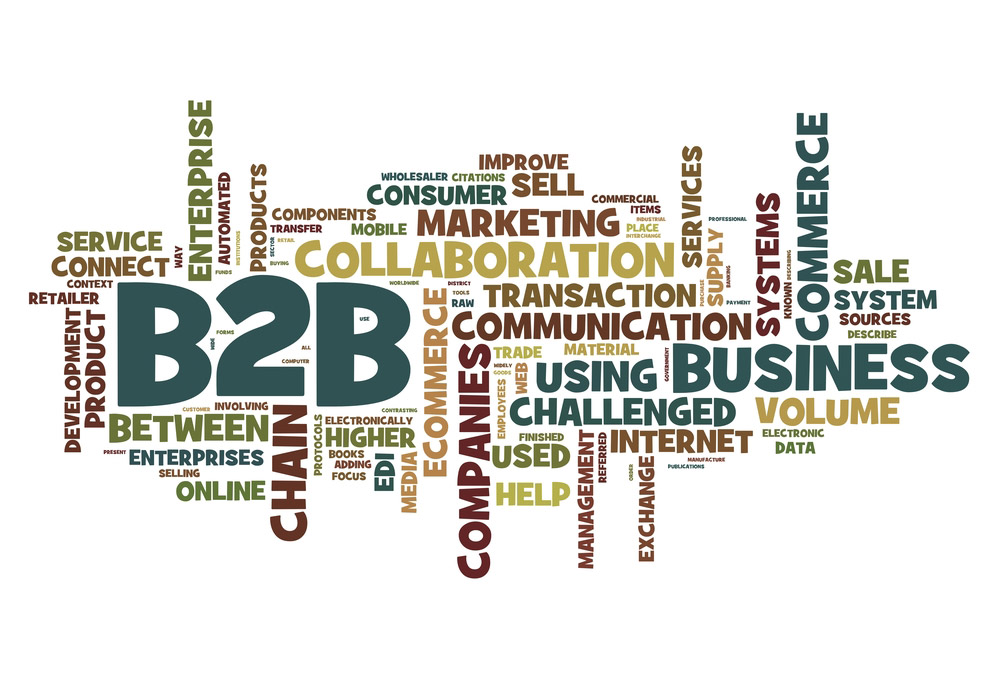 ENTERPRISE
COMMERCE
IMPROVE
SERVICES
WHOLESALER
CITATIONS
PRODUCTS
AUTOMATED
CONSUMER
SELL
COMMERCIAL
ITEMS
SYSTEMS
COMPONENTS
TRANSFER
MOBILE
MARKETING
INDUSTRIAL
PLACE
INTERCHANGE
PROFESSIONAL
SERVICE
WAY
INSTITUTIONS
SECTOR
RETAIL
SUPPLY
CONNECT
FUNDS
BUYING
COLLABORATION
BANKING
KNOWN
DESCRIBING
SALE
CONTEXT
WORLDWIDE
DISTRICT
TOOLS
TRANSACTION
PURCHASE
PAYMENT
RETAILER
RAW
SYSTEM
B2B
USE
FORMS
WIDE
ALL
COMPUTER
ECOMMERCE
COMMUNICATION
SOURCES
DESCRIBE
DEVELOPMENT
PRODUCT
COMPANIES
TRADE
MATERIAL
WIDELY
GOODS
WEB
USING
GOVERNMENT
BUSINESS
CUSTOMER
INVOLVING
CONTRASTING
EMPLOYEES
CHALLENGED
VOLUME
BETWEEN
CHAIN
PROTOCOLS
ELECTRONICALLY
HIGHER
FINISHED
USED
MANAGEMENT
REFERRED
INTERNET
ELECTRONIC
DATA
PRESENT
ENTERPRISES
BOOKS
ADDING
FOCUS
EDI
MEDIA
ORDER
EXCHANGE
MANUFACTURE
PUBLICATIONS
SELLING
ONLINE
HELP